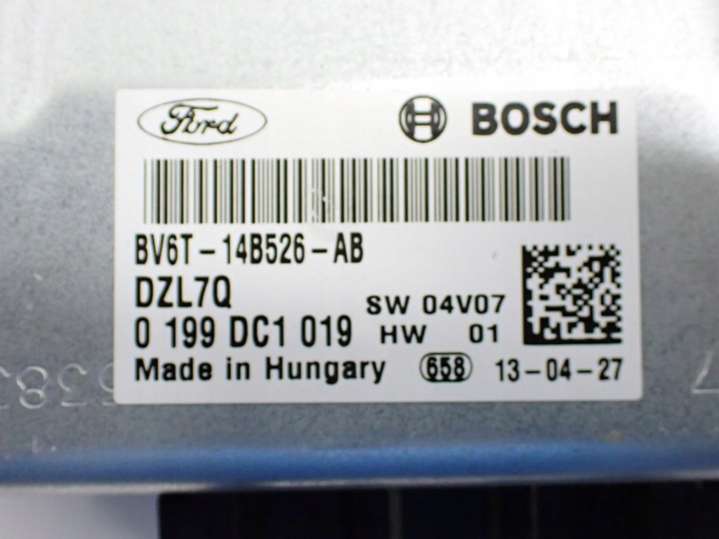 Ford BOSCH
BV6T-14B526-AB
DZL7Q
SW 04V07
0 199 DC1 019 HW 01
Made in Hungary 658 13-04-27